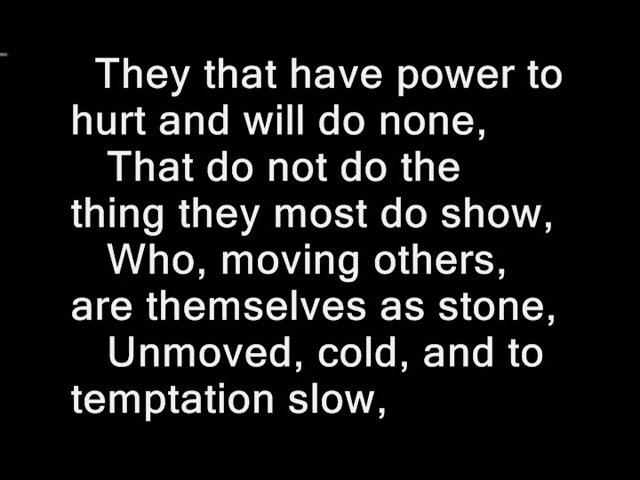 They that have power to
hurt and will do none,
That do not do the
thing they most do show,
Who, moving others,
are themselves as stone,
Unmoved, cold, and to
temptation slow,